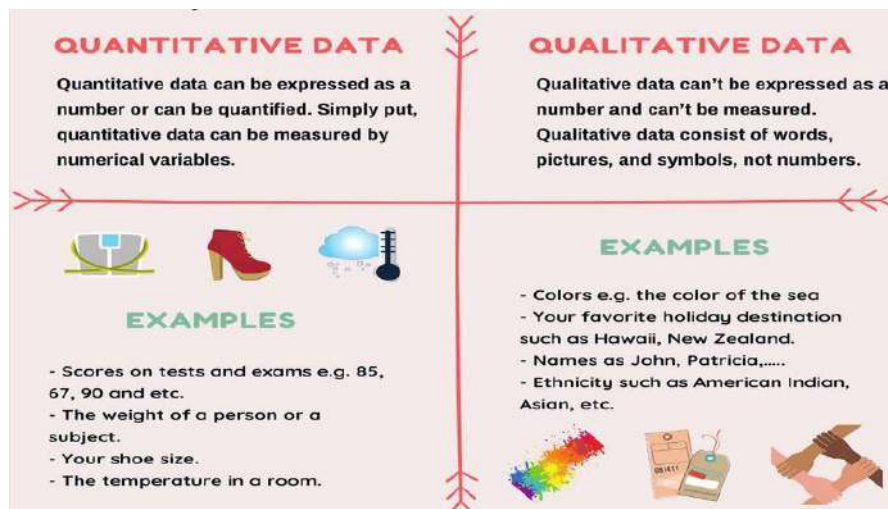 QUANTITATIVE DATA
Quantitative data can be expressed as a
number or can be quantified. Simply put,
quantitative data can be measured by
numerical variables.
EXAMPLES
- Scores on tests and exams e.g. 85,
67, 90 and etc.
- The weight of a person or a
subject.
- Your shoe size.
- The temperature in a room.
QUALITATIVE DATA
Qualitative data can't be expressed as a
number and can't be measured.
Qualitative data consist of words,
pictures, and symbols, not numbers.
EXAMPLES
- Colors e.g. the color of the sea
- Your favorite holiday destination
such as Hawaii, New Zealand.
- Names as John, Patricia,.....
- Ethnicity such as American Indian,
Asian, etc.